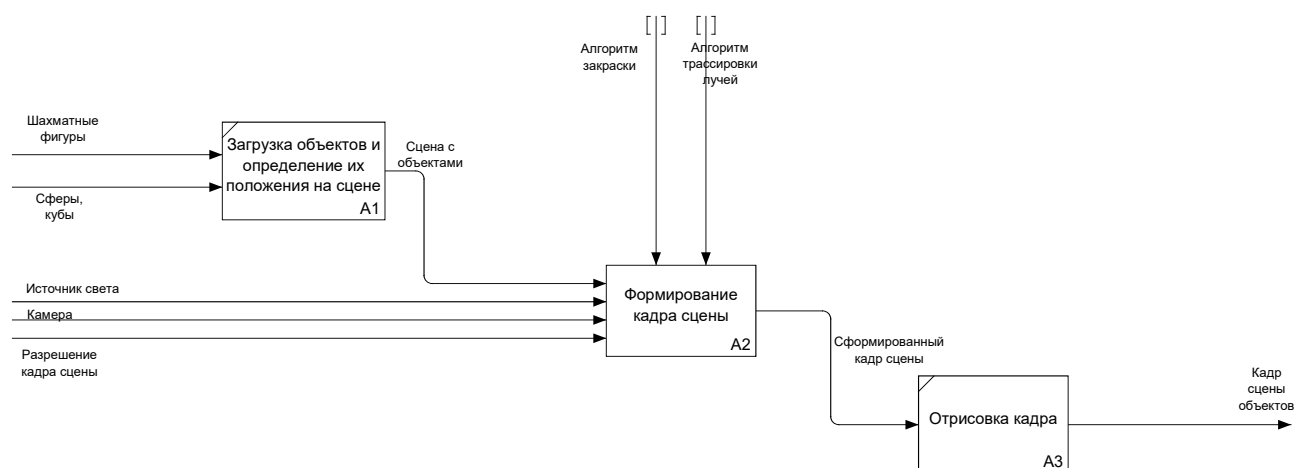 [ ] [ ]
Алгоритм
закраски
Алгоритм
трассировки
лучей
Шахматные
фигуры
Сферы,
кубы
Загрузка объектов и
определение их
положения на сцене
A1
Сцена с
объектами
Источник света
Камера
Разрешение
кадра сцены
Формирование
кадра сцены
A2
Сформированный
кадр сцены
Отрисовка кадра
A3
Кадр
сцены
объектов